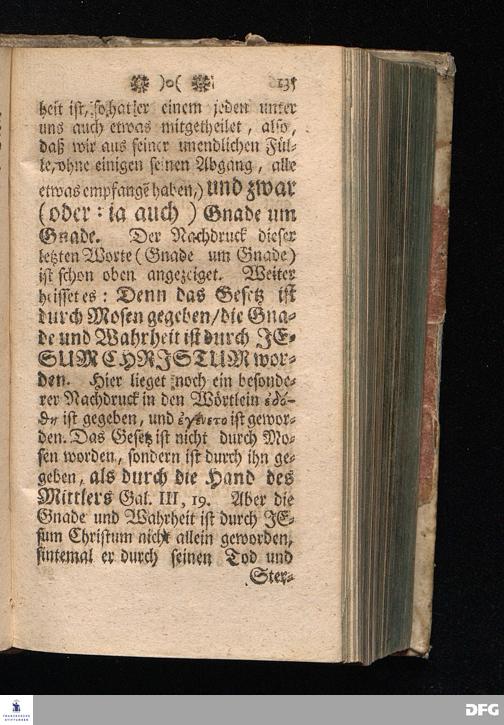 )o( 135
heit ist, so hat er einem jeden unter
uns auch etwas mitgetheilet, also,
daß wir aus seiner unendlichen Fül-
le, ohne einigen seinen Abgang, alle
etwas empfangē haben,) und zwar
(oder: ia auch) Gnade um
Gnade. Der Nachdruck dieser
letzten Worte (Gnade um Gnade)
ist schon oben angezeiget. Weiter
heisset es: Denn das Gesetz ist
durch Mosen gegeben/die Gna-
de und Wahrheit ist durch JE-
SUM CHRJSTUM wor-
den. Hier lieget noch ein besonde-
rer Nachdruck in den Wörtlein ἐδό-
θη ist gegeben, und ἐγένετο ist gewor-
den. Das Gesetz ist nicht durch Mo-
sen worden, sondern ist durch ihn ge-
geben, als durch die Hand des
Mittlers Gal. III, 19. Aber die
Gnade und Wahrheit ist durch JE-
sum Christum nicht allein geworden,
sintemal er durch seinen Tod und
Ster-
FRANCKESCHE
STIFTUNGEN
DFG